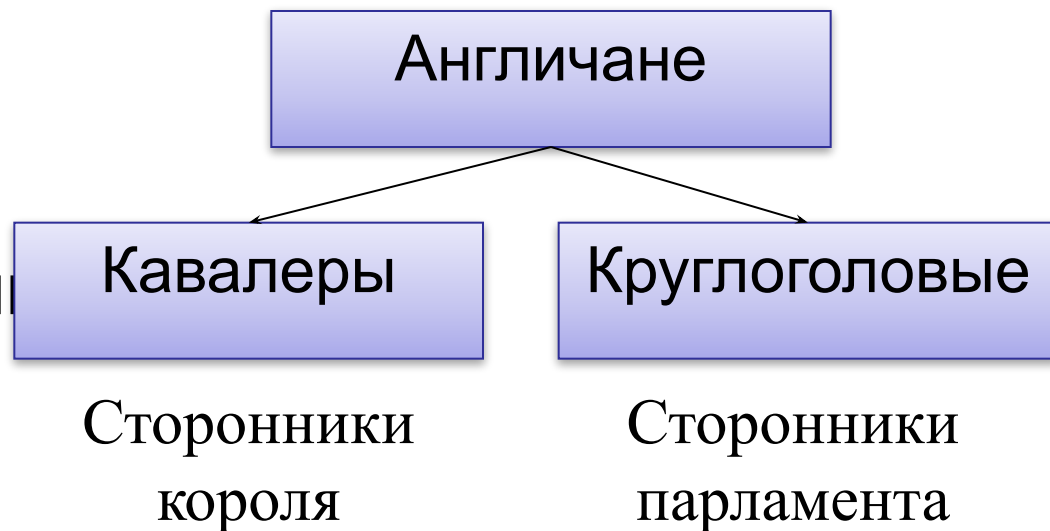 Англичане
Кавалеры
Круглоголовые
Сторонники
короля
Сторонники
парламента